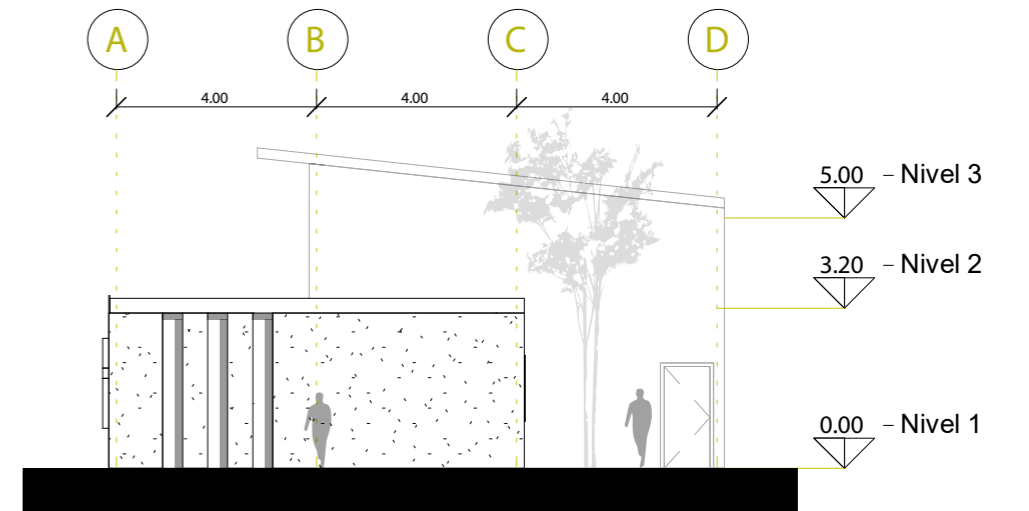 A B C D
4.00 4.00 4.00
5.00 – Nivel 3
3.20 – Nivel 2
0.00 – Nivel 1